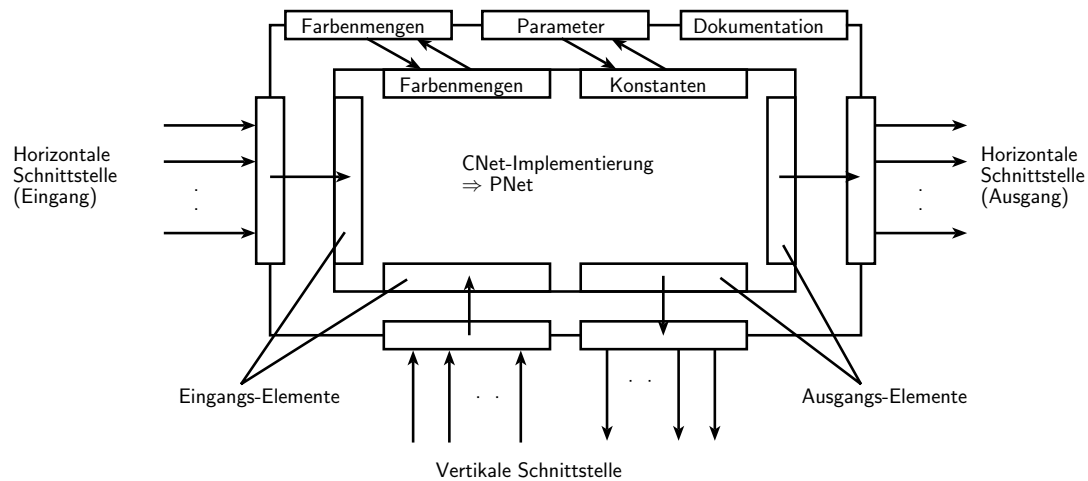 Farbenmengen
Parameter
Dokumentation
Farbenmengen
Konstanten
Horizontale
Schnittstelle
(Eingang)
CNet-Implementierung
⇒ PNet
Horizontale
Schnittstelle
(Ausgang)
Eingangs-Elemente
Ausgangs-Elemente
Vertikale Schnittstelle